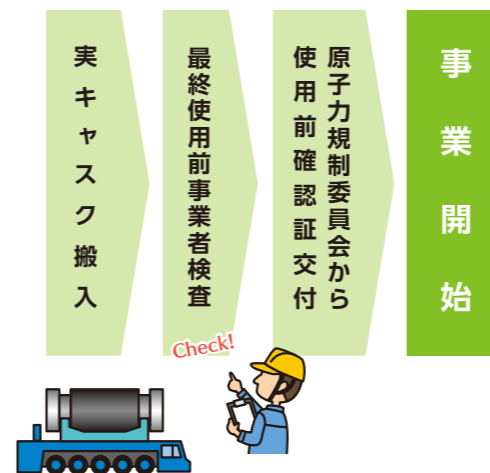 実キャスク搬入
最終使用前事業者検査
原子力規制委員会から
使用前確認証交付
事業開始
Check!